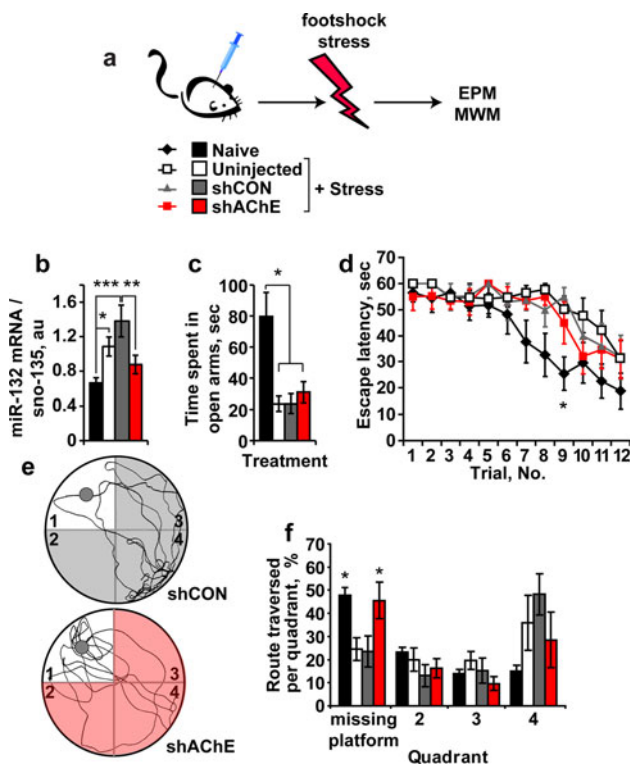 footshock
stress
a
EPM
MWM
Naive
Uninjected
shCON
+ Stress
shAChE
b
c
d
miR-132 mRNA /
sno-135, au
1.6
1.2
0.8
0.4
0
***
**
*
Time spent in
open arms, sec
100
80
60
40
20
0
*
Treatment
Escape latency, sec
70
60
50
40
30
20
10
0
*
1 2 3 4 5 6 7 8 9 10 11 12
Trial, No.
e
1
2
3
4
shCON
1
2
3
4
shAChE
f
Route traversed
per quadrant, %
70
60
50
40
30
20
10
0
*
*
missing
platform
2
3
4
Quadrant